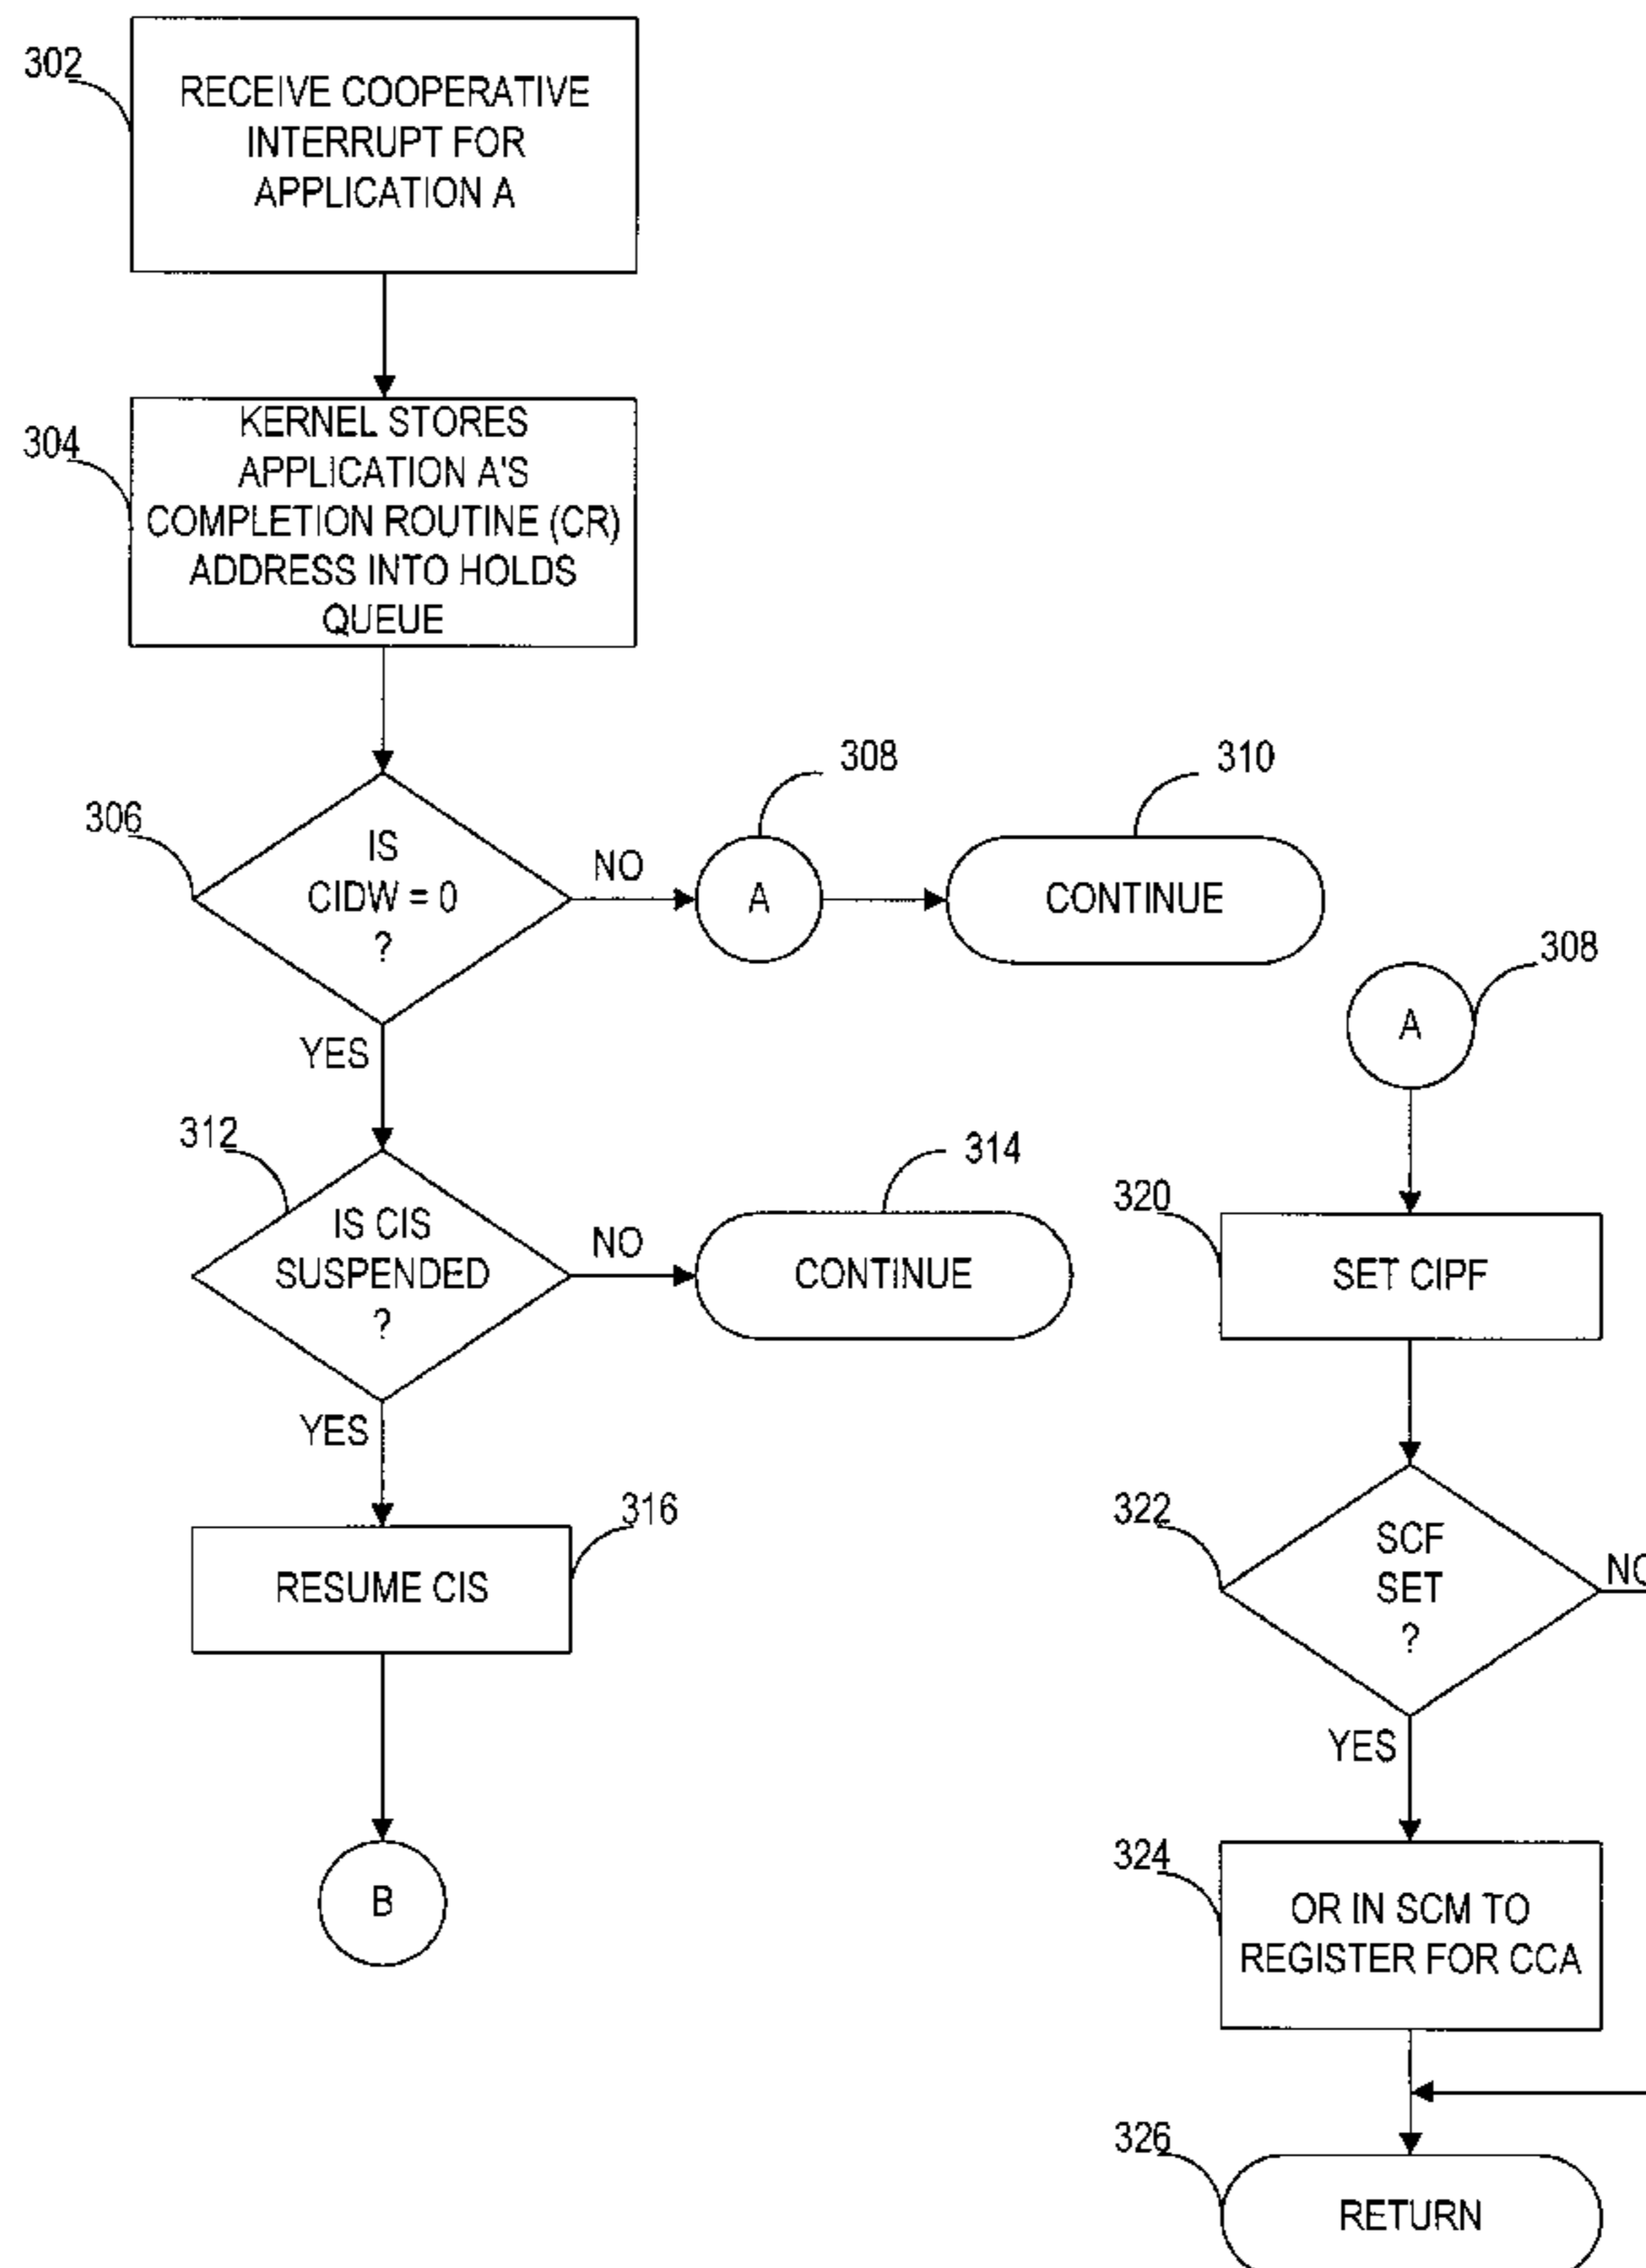 302
RECEIVE COOPERATIVE
INTERRUPT FOR
APPLICATION A
304
KERNEL STORES
APPLICATION A'S
COMPLETION ROUTINE (CR)
ADDRESS INTO HOLDS
QUEUE
306
IS
CIDW = 0
?
NO
308
A
310
CONTINUE
YES
312
IS CIS
SUSPENDED
?
NO
314
CONTINUE
YES
316
RESUME CIS
B
308
A
320
SET CIPF
322
SCF
SET
?
NO
YES
324
OR IN SCM TO
REGISTER FOR CCA
326
RETURN